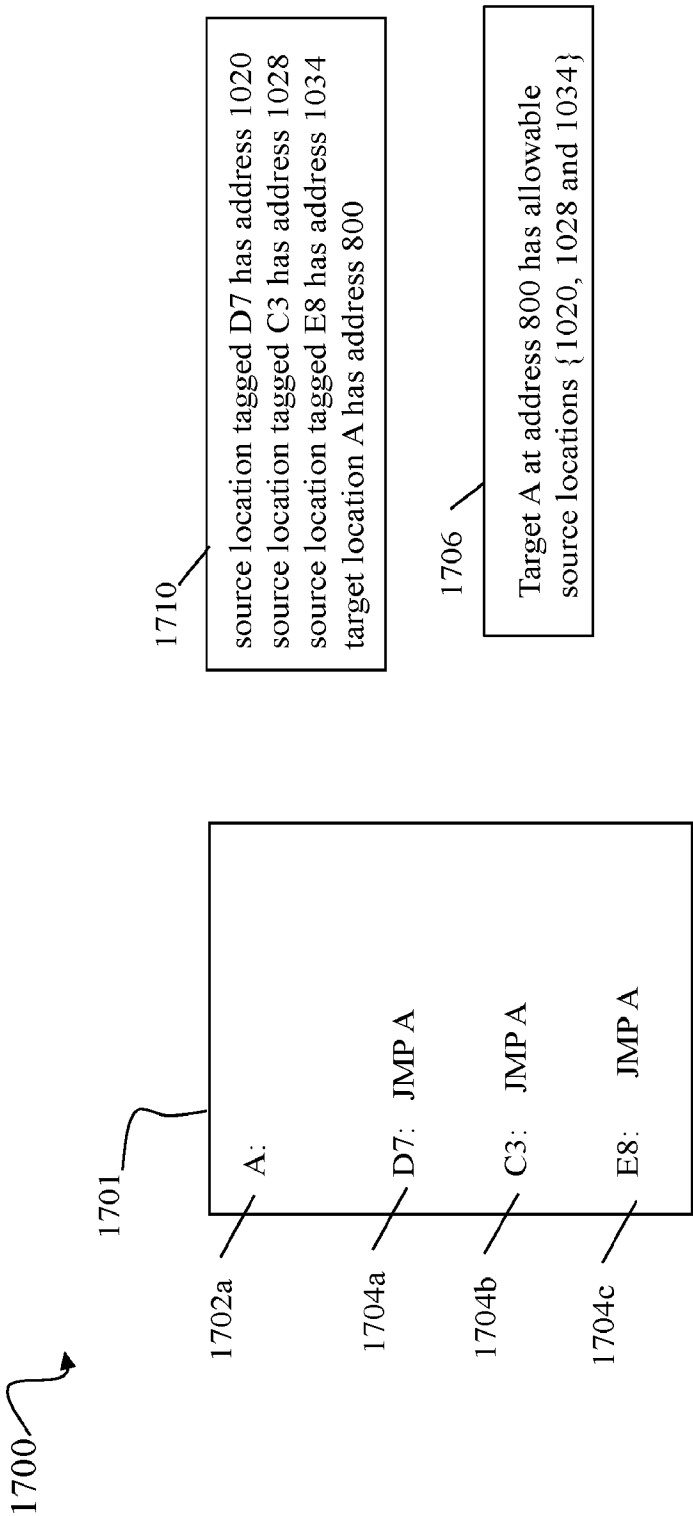 1700
1701
1702a
A:
1704a
D7: JMP A
1704b
C3: JMP A
1704c
E8: JMP A
1710
source location tagged D7 has address 1020
source location tagged C3 has address 1028
source location tagged E8 has address 1034
target location A has address 800
1706
Target A at address 800 has allowable
source locations {1020, 1028 and 1034}